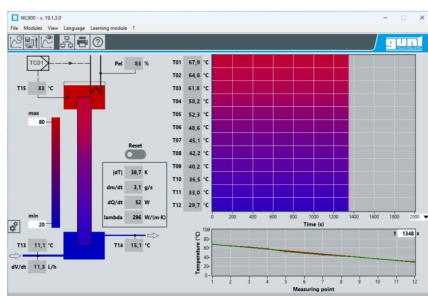 WL900 - v. 10.1.3.0
File Modules View Language Learning module ?
gunt
TC01
Pel 83 %
T15 83 °C
max
80
min
20
Reset
|dT| 38,7 K
dm/dt 3,1 g/s
dQ/dt 52 W
lambda 296 W/(m·K)
T13 11,1 °C
T14 15,1 °C
dV/dt 11,3 L/h
T01 67,9 °C
T02 64,8 °C
T03 61,8 °C
T04 58,2 °C
T05 52,3 °C
T06 48,6 °C
T07 45,1 °C
T08 42,2 °C
T09 40,2 °C
T10 36,5 °C
T11 33,0 °C
T12 29,7 °C
0 200 400 600 800 1000 1200 1400 1600 1800 2000
Time (s)
t 1348 s
Temperature (°C)
100
80
60
40
20
0
1 2 3 4 5 6 7 8 9 10 11 12
Measuring point